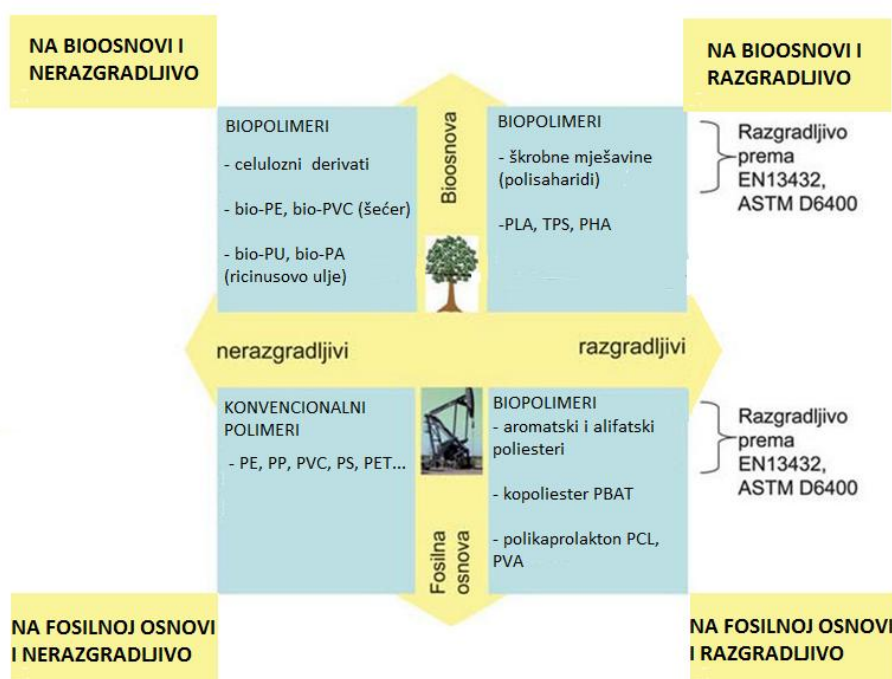 NA BIOOSNOVI I
NERAZGRADLJIVO
NA BIOOSNOVI I
RAZGRADLJIVO
BIOPOLIMERI
- celulozni derivati
- bio-PE, bio-PVC (šećer)
- bio-PU, bio-PA
(ricinusovo ulje)
Bioosnova
BIOPOLIMERI
- škrobne mješavine
(polisaharidi)
-PLA, TPS, PHA
Razgradljivo
prema
EN13432,
ASTM D6400
nerazgradljivi
razgradljivi
KONVENCIONALNI
POLIMERI
- PE, PP, PVC, PS, PET...
Fosilna
osnova
BIOPOLIMERI
- aromatski i alifatski
poliesteri
- kopoliester PBAT
- polikaprolakton PCL,
PVA
Razgradljivo
prema
EN13432,
ASTM D6400
NA FOSILNOJ OSNOVI
I NERAZGRADLJIVO
NA FOSILNOJ OSNOVI
I RAZGRADLJIVO